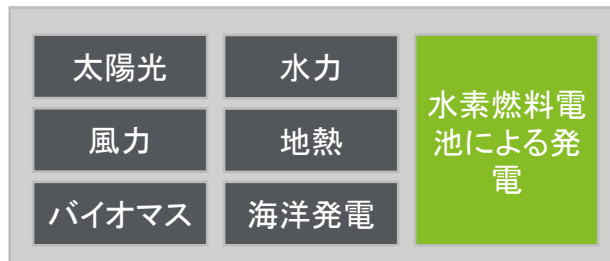 太陽光
水力
風力
地熱
バイオマス
海洋発電
水素燃料電
池による発
電